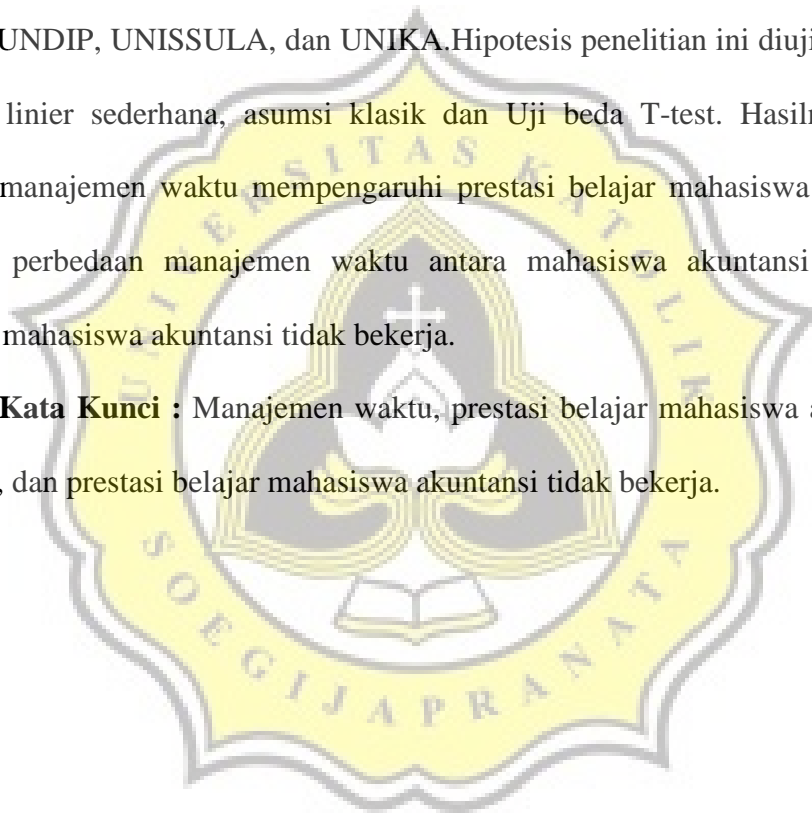 UNDIP, UNISSULA, dan UNIKA.Hipotesis penelitian ini diuji
linier sederhana, asumsi klasik dan Uji beda T-test.
manajemen waktu mempengaruhi prestasi belajar mahasiswa
perbedaan manajemen waktu antara mahasiswa akuntansi
mahasiswa akuntansi tidak bekerja.
Kata Kunci : Manajemen waktu, prestasi belajar mahasiswa
, dan prestasi belajar mahasiswa akuntansi tidak bekerja.
UNIVERSITAS KATOLIK
SOEGIJAPRANATA